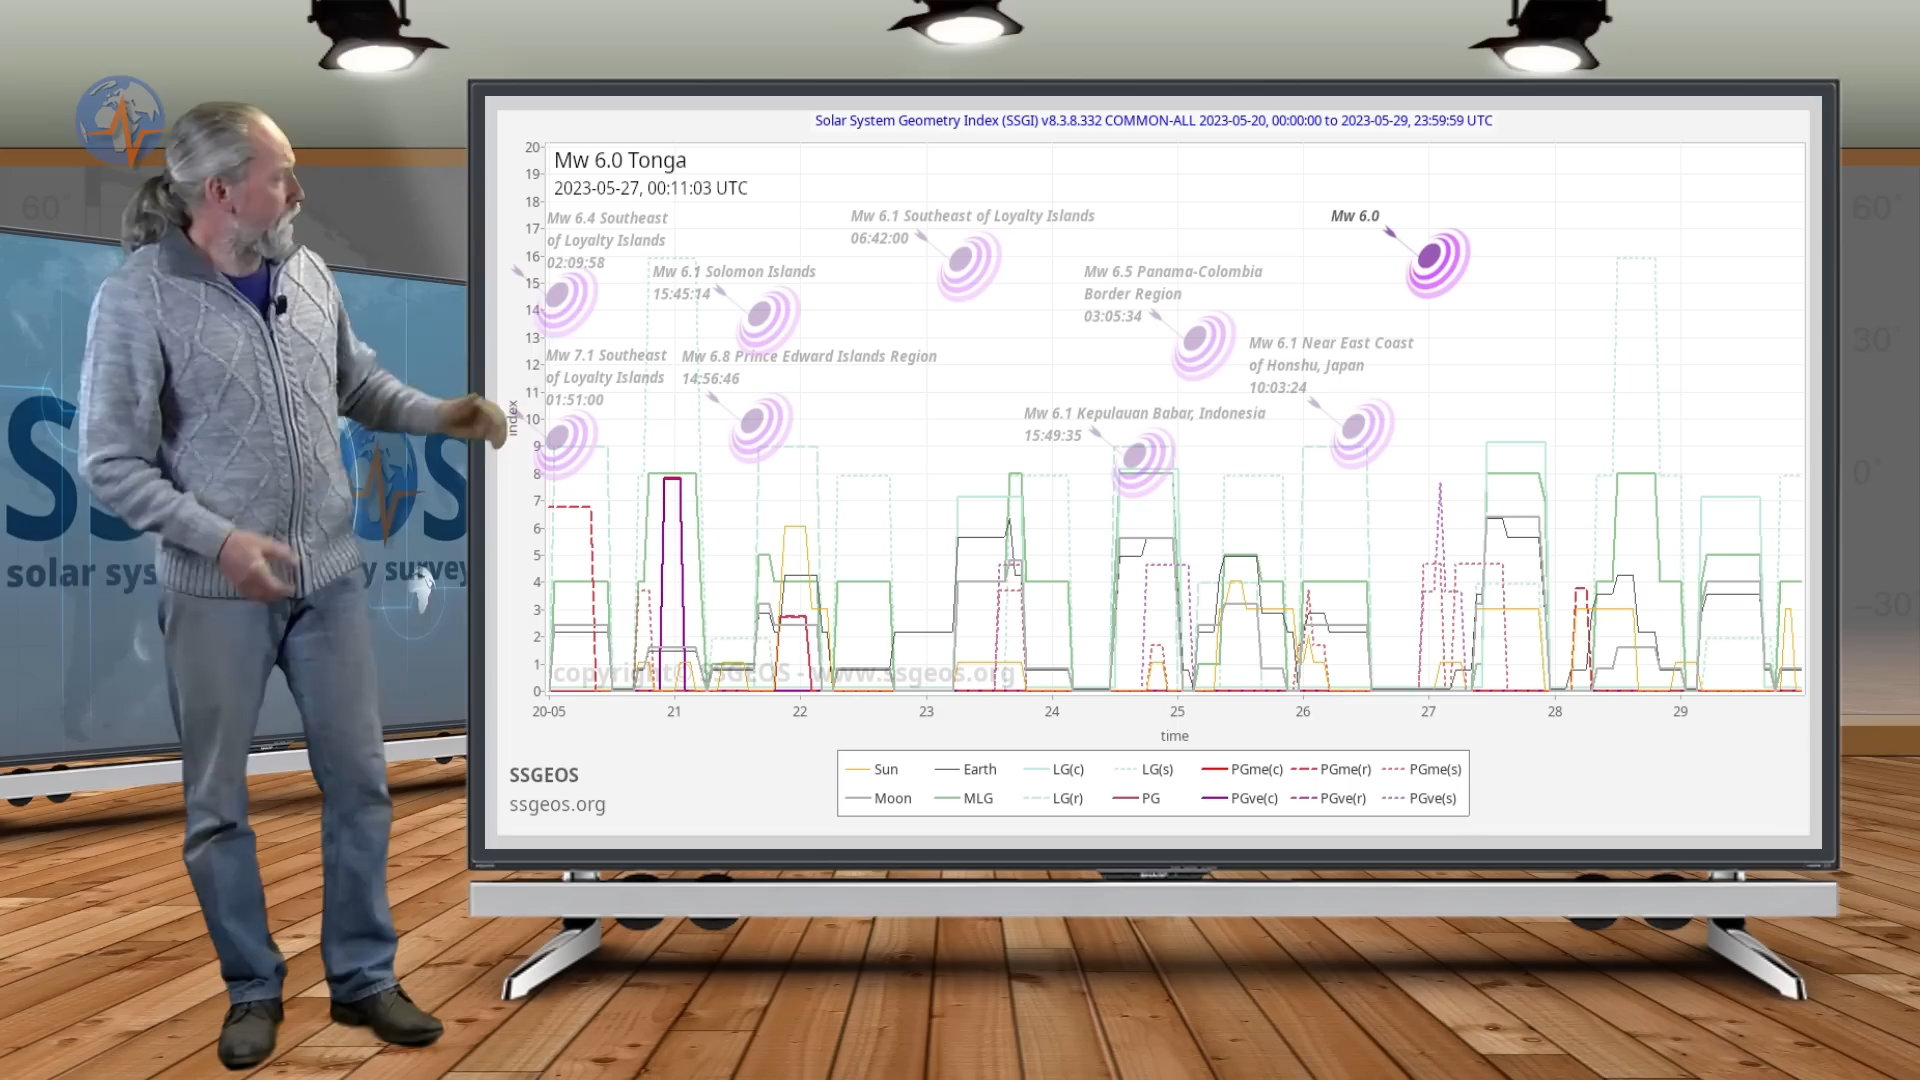 Solar System Geometry Index (SSGI) v8.3.8.332 COMMON-ALL 2023-05-20, 00:00:00 to 2023-05-29, 23:59:59 UTC
Mw 6.0 Tonga
2023-05-27, 00:11:03 UTC
Mw 6.4 Southeast
of Loyalty Islands
02:09:58
Mw 6.1 Solomon Islands
15:45:14
Mw 6.1 Southeast of Loyalty Islands
06:42:00
Mw 6.5 Panama-Colombia
Border Region
03:05:34
Mw 6.0
Mw 7.1 Southeast
of Loyalty Islands
01:51:00
Mw 6.8 Prince Edward Islands Region
14:56:46
Mw 6.1 Kepulauan Babar, Indonesia
15:49:35
Mw 6.1 Near East Coast
of Honshu, Japan
10:03:24
index
20
19
18
17
16
15
14
13
12
11
10
9
8
7
6
5
4
3
2
1
0
copyright © SSGEOS - www.ssgeos.org
20-05 21 22 23 24 25 26 27 28 29
time
Sun Earth LG(c) LG(s) PGme(c) PGme(r) PGme(s)
Moon MLG LG(r) PG PGve(c) PGve(r) PGve(s)
SSGEOS
ssgeos.org
solar sys
y survey
60°
60°
30°
0°
−30°
SHARP